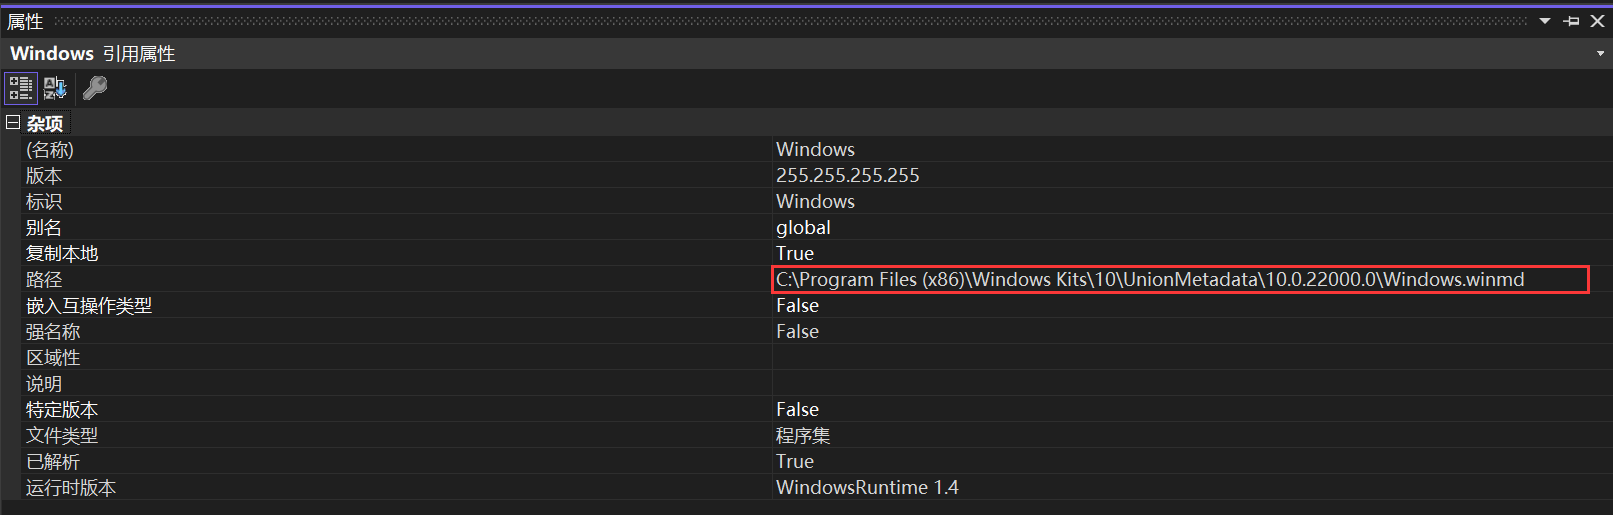 属性
Windows 引用属性
杂项
(名称) Windows
版本 255.255.255.255
标识 Windows
别名 global
复制本地 True
路径 C:\Program Files (x86)\Windows Kits\10\UnionMetadata\10.0.22000.0\Windows.winmd
嵌入互操作类型 False
强名称 False
区域性
说明
特定版本 False
文件类型 程序集
已解析 True
运行时版本 WindowsRuntime 1.4